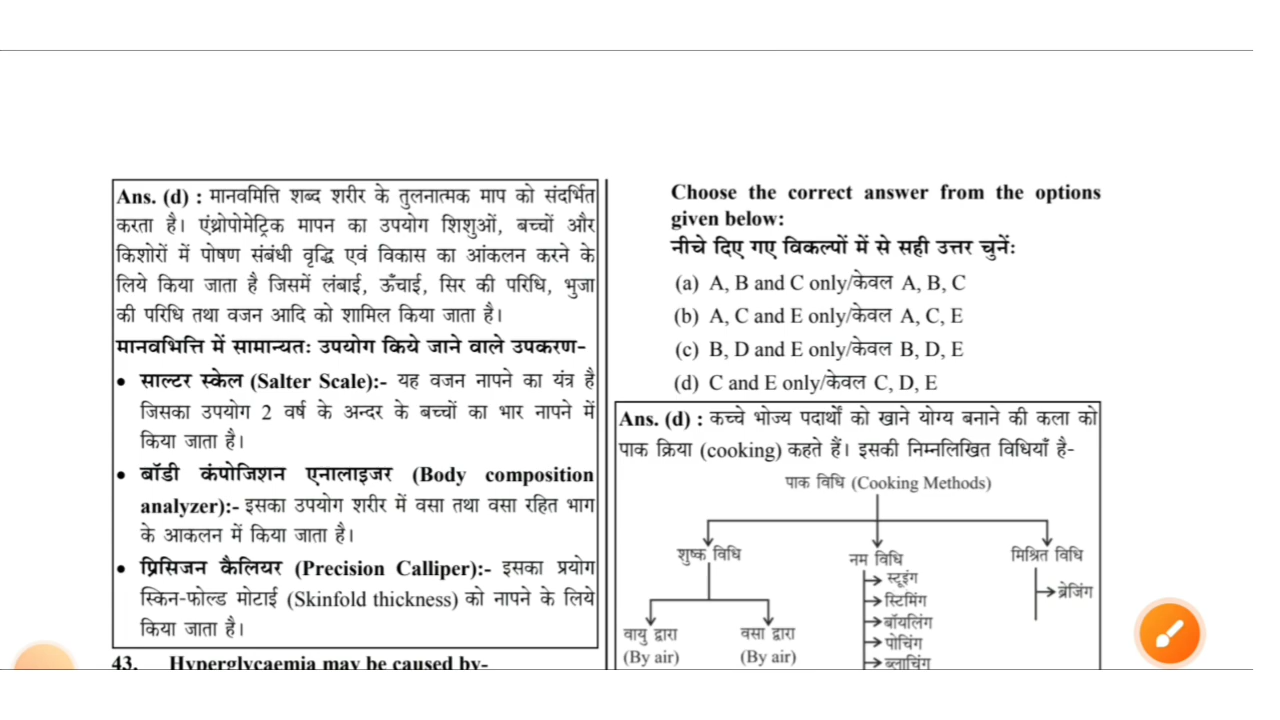 Ans. (d) : मानवमित्ति शब्द शरीर के तुलनात्मक माप को संदर्भित
करता है। एंथ्रोपोमेट्रिक मापन का उपयोग शिशुओं, बच्चों और
किशोरों में पोषण संबंधी वृद्धि एवं विकास का आंकलन करने के
लिये किया जाता है जिसमें लंबाई, ऊँचाई, सिर की परिधि, भुजा
की परिधि तथा वजन आदि को शामिल किया जाता है।
मानवभित्ति में सामान्यतः उपयोग किये जाने वाले उपकरण-
• साल्टर स्केल (Salter Scale):- यह वजन नापने का यंत्र है
जिसका उपयोग 2 वर्ष के अन्दर के बच्चों का भार नापने में
किया जाता है।
• बॉडी कंपोजिशन एनालाइजर (Body composition
analyzer):- इसका उपयोग शरीर में वसा तथा वसा रहित भाग
के आकलन में किया जाता है।
• प्रिसिजन कैलियर (Precision Calliper):- इसका प्रयोग
स्किन-फोल्ड मोटाई (Skinfold thickness) को नापने के लिये
किया जाता है।
43. Hyperglycaemia may be caused by-
Choose the correct answer from the options
given below:
नीचे दिए गए विकल्पों में से सही उत्तर चुनें:
(a) A, B and C only/केवल A, B, C
(b) A, C and E only/केवल A, C, E
(c) B, D and E only/केवल B, D, E
(d) C and E only/केवल C, D, E
Ans. (d) : कच्चे भोज्य पदार्थों को खाने योग्य बनाने की कला को
पाक क्रिया (cooking) कहते हैं। इसकी निम्नलिखित विधियाँ है-
पाक विधि (Cooking Methods)
शुष्क विधि
नम विधि
मिश्रित विधि
स्टूइंग
ब्रेजिंग
स्टिमिंग
बॉयलिंग
वायु द्वारा
वसा द्वारा
पोचिंग
(By air)
(By air)
ब्लाचिंग